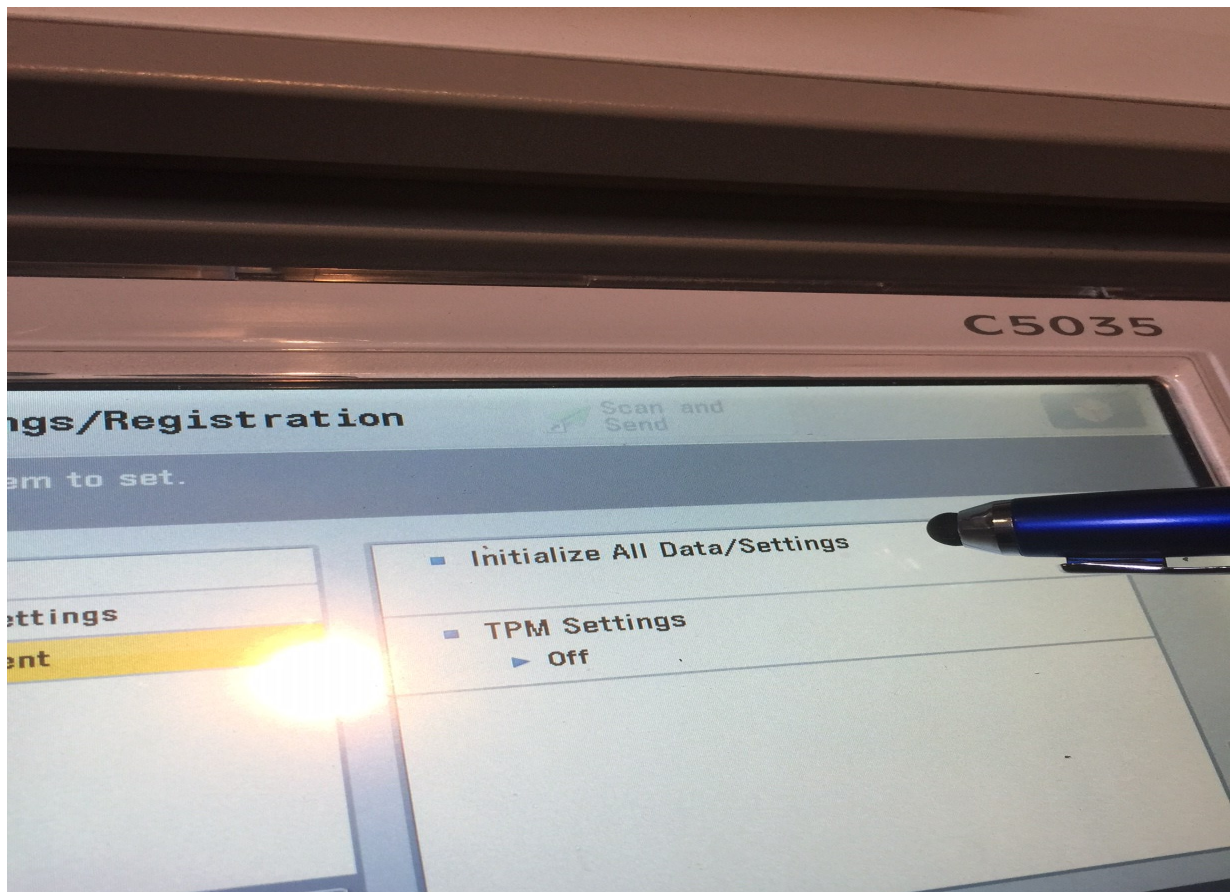 C5035
ngs/Registration
Scan and
Send
em to set.
Initialize All Data/Settings
ettings
TPM Settings
ent
Off